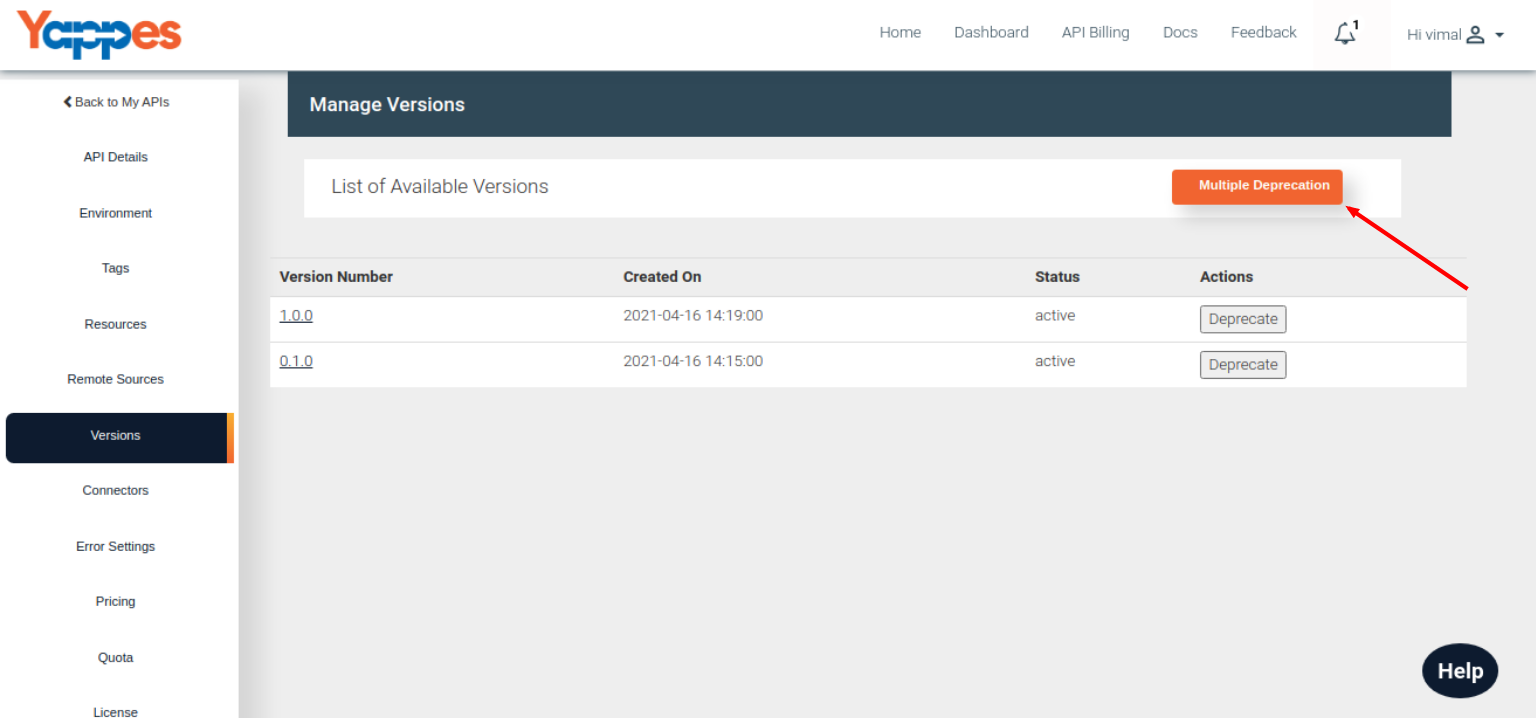 Yappes
Home Dashboard API Billing Docs Feedback 1 Hi vimal
Back to My APIs
API Details
Environment
Tags
Resources
Remote Sources
Versions
Connectors
Error Settings
Pricing
Quota
License
Manage Versions
List of Available Versions Multiple Deprecation
Version Number Created On Status Actions
1.0.0 2021-04-16 14:19:00 active Deprecate
0.1.0 2021-04-16 14:15:00 active Deprecate
Help